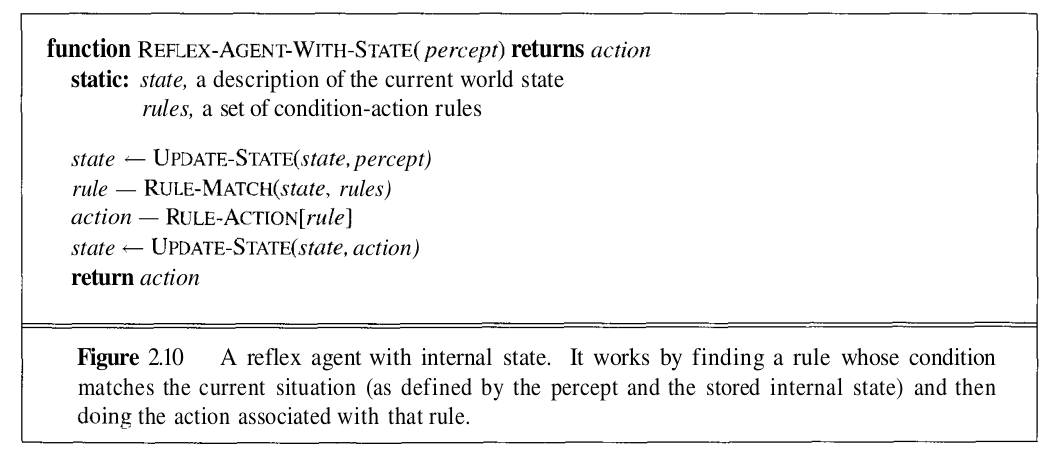 function REFLEX-AGENT-WITH-STATE( percept) returns action
static: state, a description of the current world state
rules, a set of condition-action rules
state ← UPDATE-STATE(state, percept)
rule — RULE-MATCH(state, rules)
action — RULE-ACTION[rule]
state ← UPDATE-STATE(state, action)
return action
Figure 2.10 A reflex agent with internal state. It works by finding a rule whose condition
matches the current situation (as defined by the percept and the stored internal state) and then
doing the action associated with that rule.